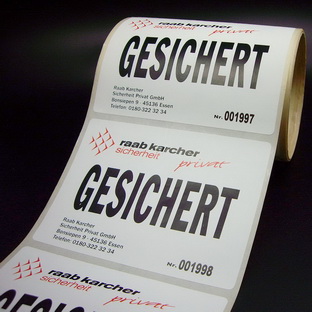 raab karcher
sicherheit privat
GESICHERT
Raab Karcher
Sicherheit Privat GmbH
Bonsiepen 9 · 45136 Essen
Telefon: 0180-322 32 34
Nr. 001997
raab karcher
sicherheit privat
GESICHERT
Raab Karcher
Sicherheit Privat GmbH
Bonsiepen 9 · 45136 Essen
Telefon: 0180-322 32 34
Nr. 001998
raab karcher
sicherheit privat
GESICHERT